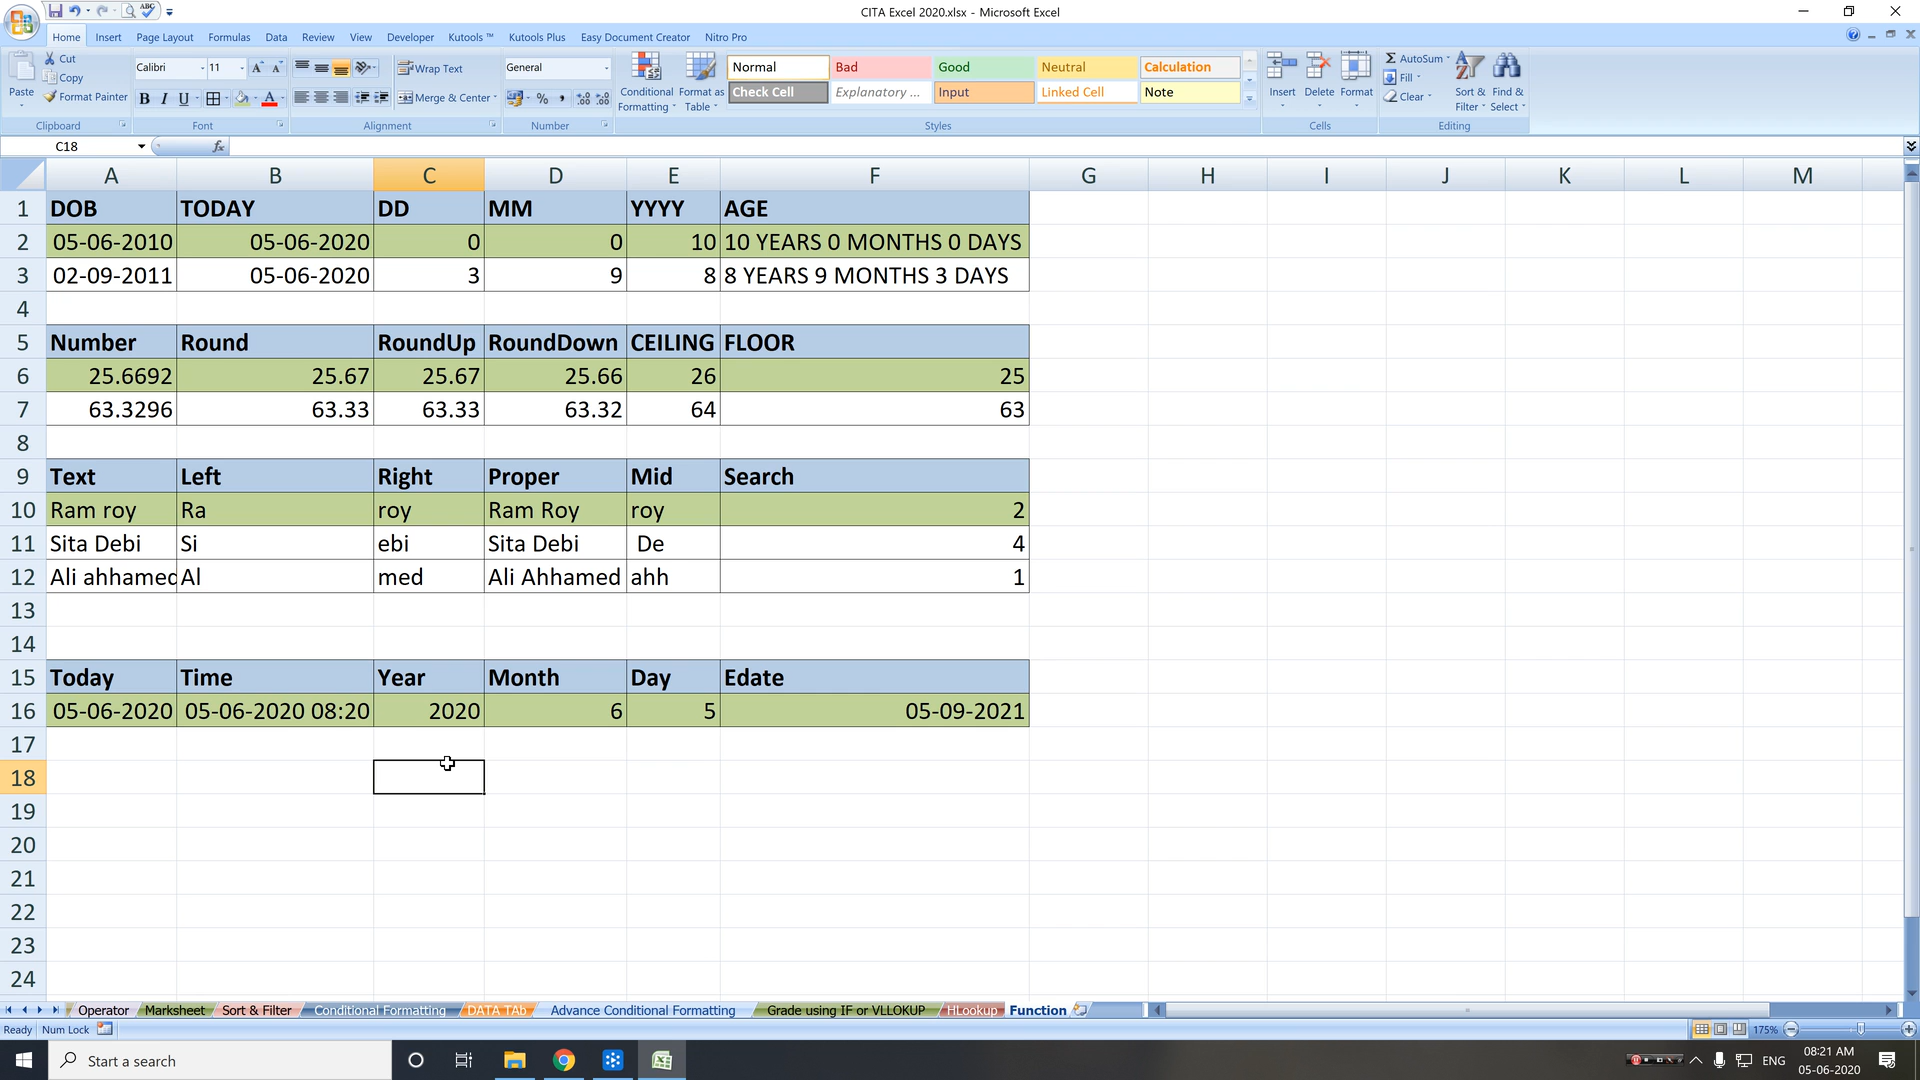 CITA Excel 2020.xlsx - Microsoft Excel
Home Insert Page Layout Formulas Data Review View Developer Kutools ™ Kutools Plus Easy Document Creator Nitro Pro
Cut
Copy
Format Painter
Paste
Clipboard
Calibri 11
B I U
Font
Wrap Text
Merge & Center
Alignment
General
Number
Conditional Formatting
Format as Table
Normal Bad Good Neutral Calculation
Check Cell Explanatory ... Input Linked Cell Note
Styles
Insert Delete Format
Cells
AutoSum
Fill
Clear
Sort & Filter
Find & Select
Editing
C18 fx
A B C D E F G H I J K L M
1 DOB TODAY DD MM YYYY AGE
2 05-06-2010 05-06-2020 0 0 10 10 YEARS 0 MONTHS 0 DAYS
3 02-09-2011 05-06-2020 3 9 8 8 YEARS 9 MONTHS 3 DAYS
4
5 Number Round RoundUp RoundDown CEILING FLOOR
6 25.6692 25.67 25.67 25.66 26 25
7 63.3296 63.33 63.33 63.32 64 63
8
9 Text Left Right Proper Mid Search
10 Ram roy Ra roy Ram Roy roy 2
11 Sita Debi Si ebi Sita Debi De 4
12 Ali ahhamed Al med Ali Ahhamed ahh 1
13
14
15 Today Time Year Month Day Edate
16 05-06-2020 05-06-2020 08:20 2020 6 5 05-09-2021
17
18
19
20
21
22
23
24
Operator Marksheet Sort & Filter Conditional Formatting DATA TAb Advance Conditional Formatting Grade using IF or VLLOKUP HLookup Function
Ready Num Lock 175%
Start a search
ENG
08:21 AM
05-06-2020